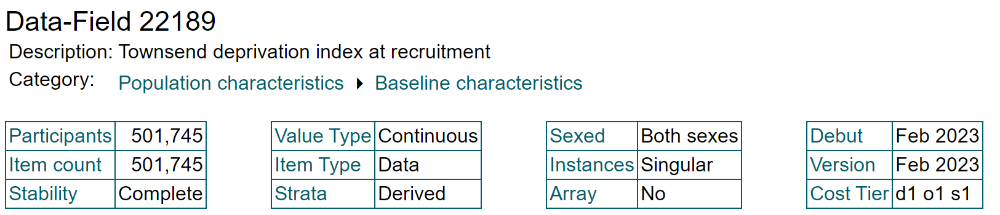 Data-Field 22189
Description: Townsend deprivation index at recruitment
Category: Population characteristics ▸ Baseline characteristics
Participants 501,745 Value Type Continuous Sexed Both sexes Debut Feb 2023
Item count 501,745 Item Type Data Instances Singular Version Feb 2023
Stability Complete Strata Derived Array No Cost Tier d1 o1 s1